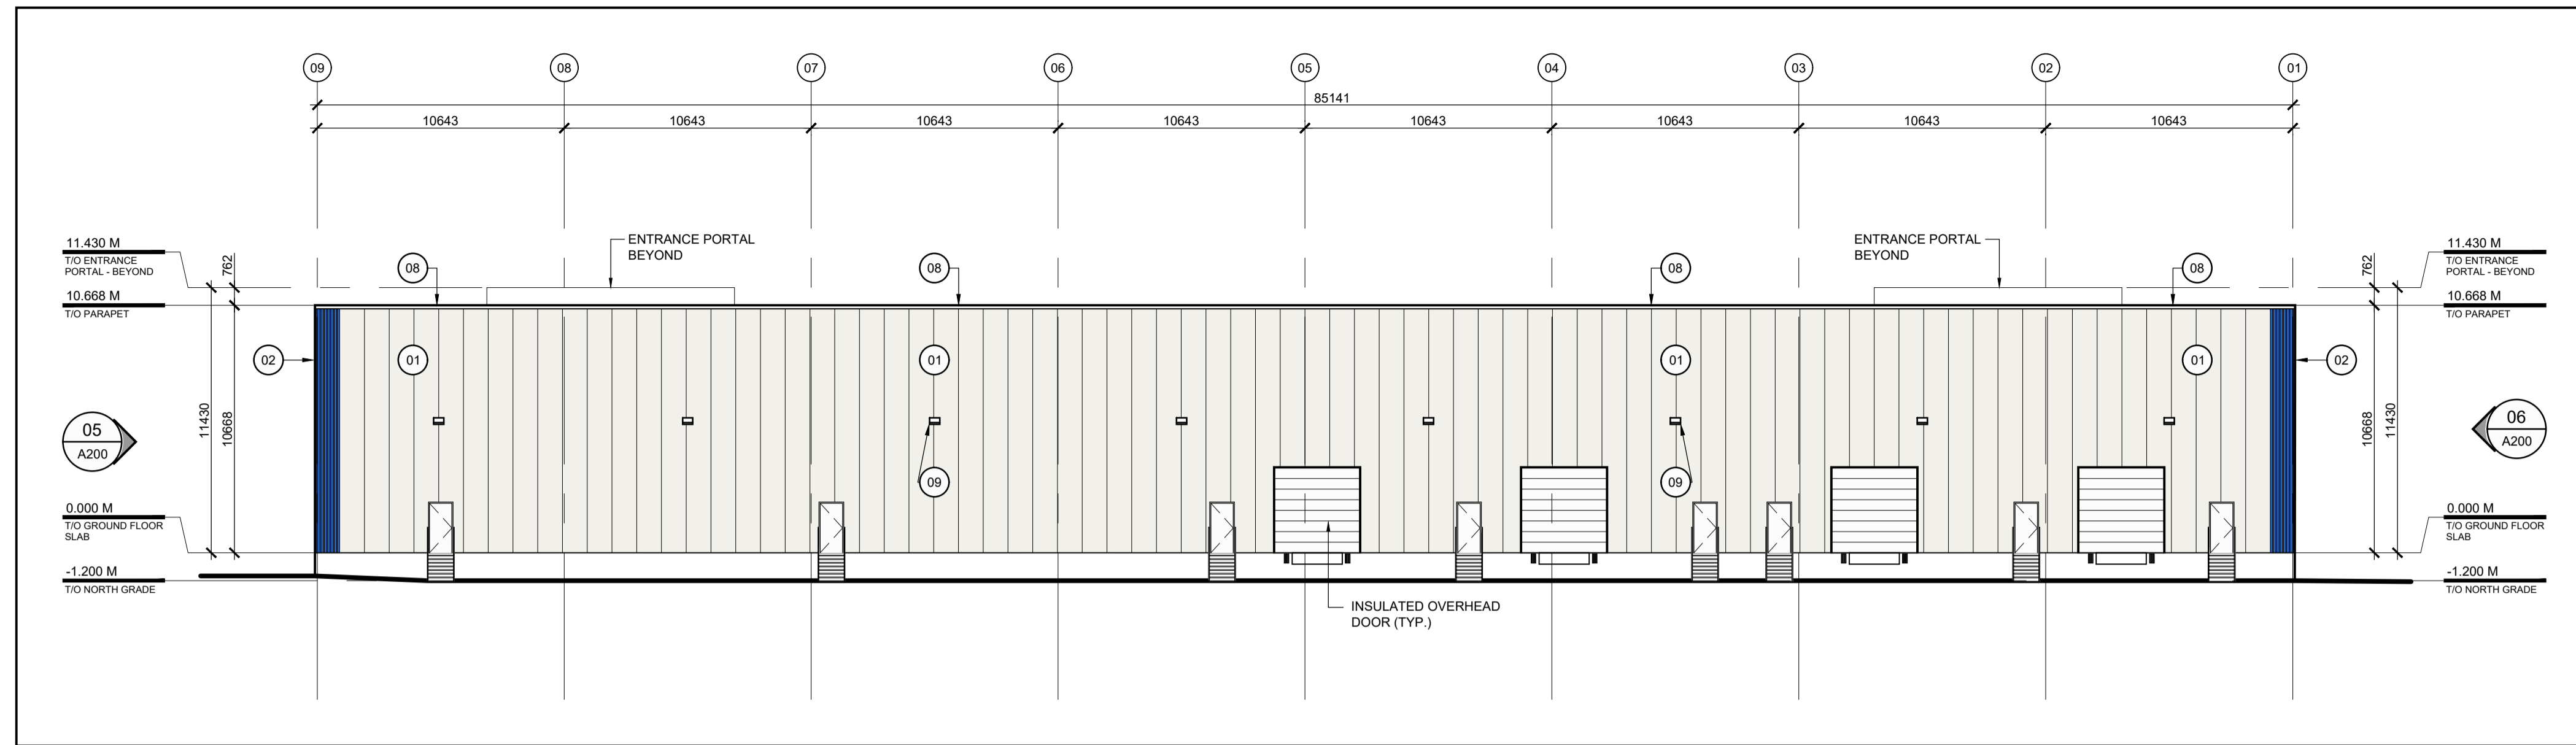 09 08 07 06 05 04 03 02 01
85141
10643 10643 10643 10643 10643 10643 10643 10643
11.430 M
T/O ENTRANCE
PORTAL - BEYOND
762
10.668 M
T/O PARAPET
ENTRANCE PORTAL
BEYOND
ENTRANCE PORTAL
BEYOND
11.430 M
T/O ENTRANCE
PORTAL - BEYOND
762
10.668 M
T/O PARAPET
08 08 08 08
02 01 01 01 01 02
05
A200
11430
10668
10668
11430
06
A200
09 09
0.000 M
T/O GROUND FLOOR
SLAB
-1.200 M
T/O NORTH GRADE
INSULATED OVERHEAD
DOOR (TYP.)
0.000 M
T/O GROUND FLOOR
SLAB
-1.200 M
T/O NORTH GRADE